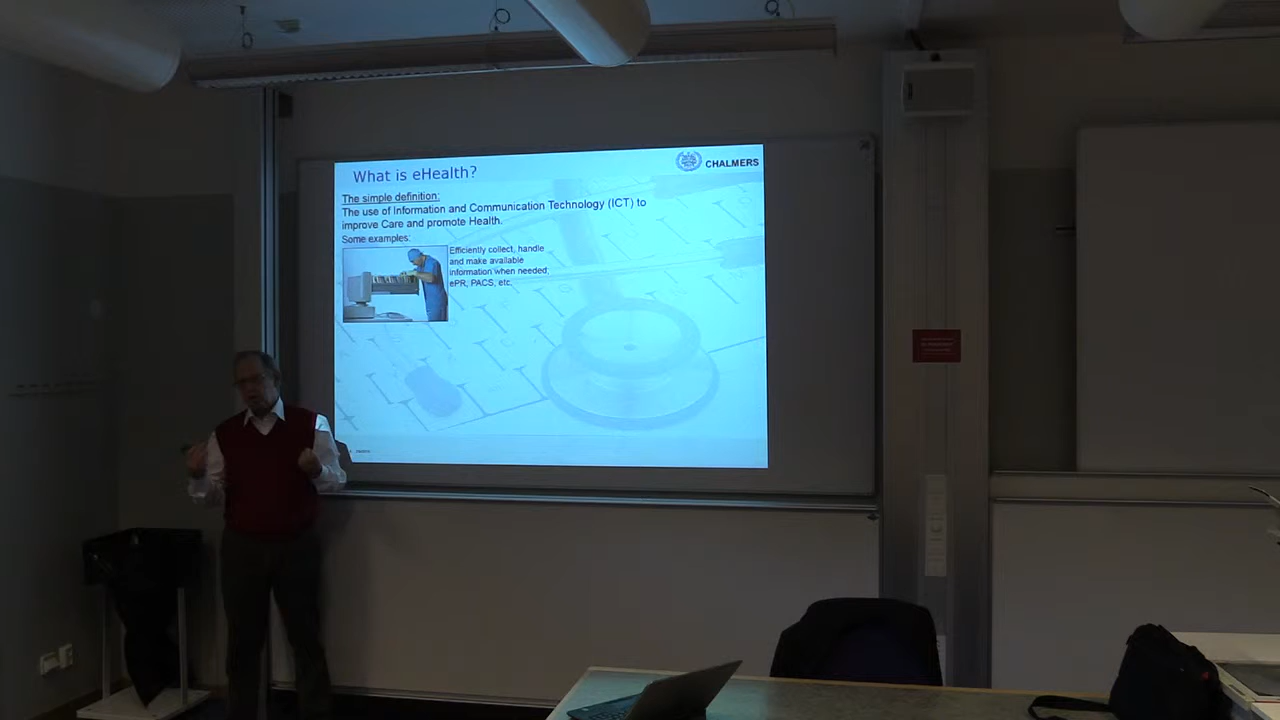 What is eHealth?
CHALMERS
The simple definition:
The use of Information and Communication Technology (ICT) to
improve Care and promote Health.
Some examples:
Efficiently collect, handle
and make available
information when needed;
ePR, PACS, etc.